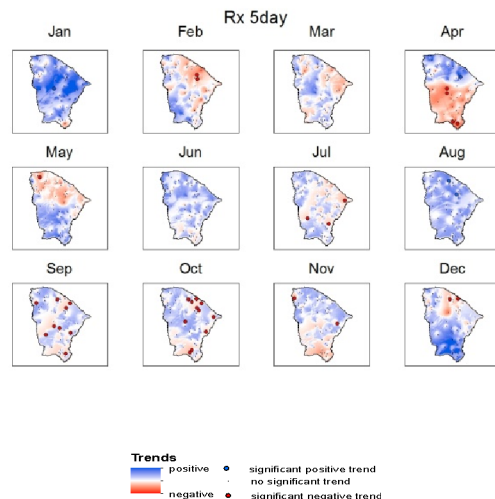 Rx 5day
Jan Feb Mar Apr
May Jun Jul Aug
Sep Oct Nov Dec
Trends
positive significant positive trend
no significant trend
negative significant negative trend